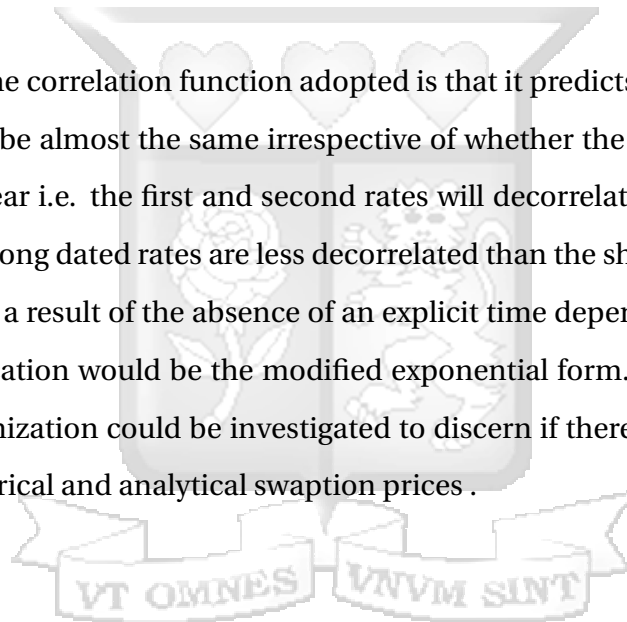 ne correlation function adopted is that it predicts
be almost the same irrespective of whether the
ear i.e. the first and second rates will decorrelat
ong dated rates are less decorrelated than the sh
a result of the absence of an explicit time depen
ation would be the modified exponential form.
nization could be investigated to discern if there
rical and analytical swaption prices .
VT OMNES VNVM SINT